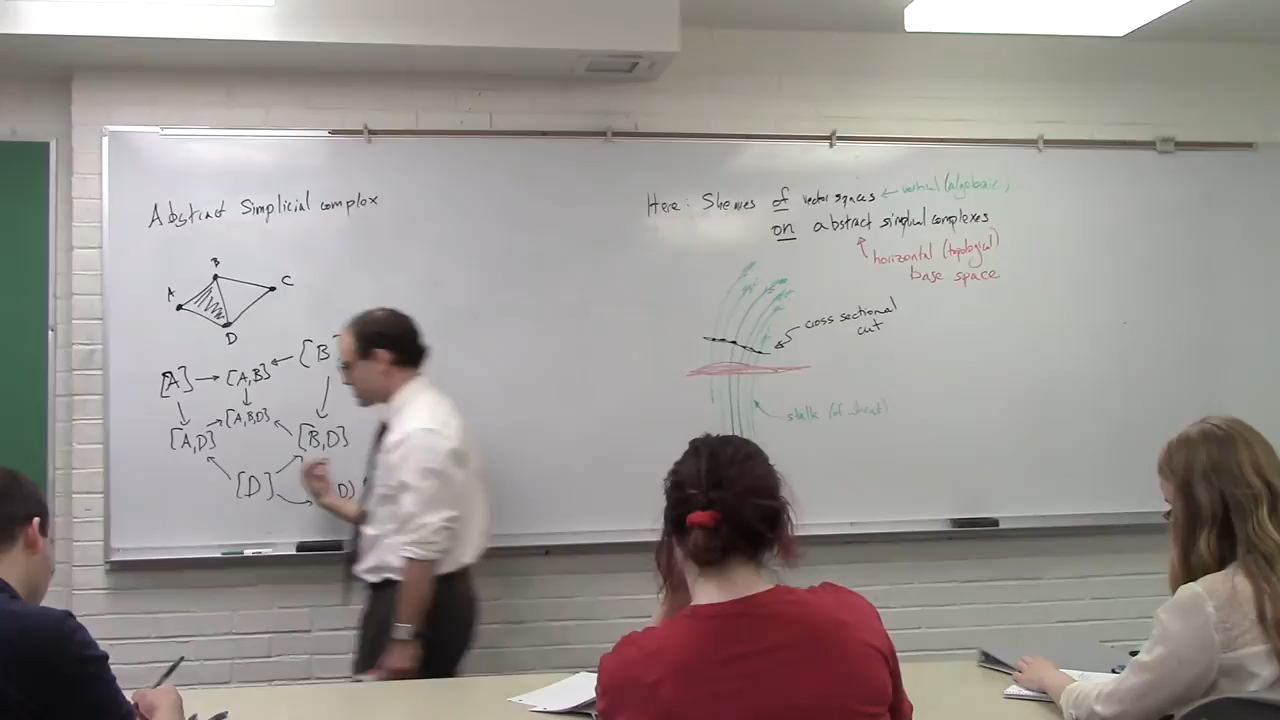 Abstract Simplicial complex
B
A
C
D
[B
[A] → [A,B] ←
[A,B,D]
[A,D]
[B,D]
[D]
D)
Here: Sheaves of vector spaces ← vertical (algebraic)
on abstract simplicial complexes
horizontal (topological)
base space
cross sectional
cut
stalk (of sheaf)